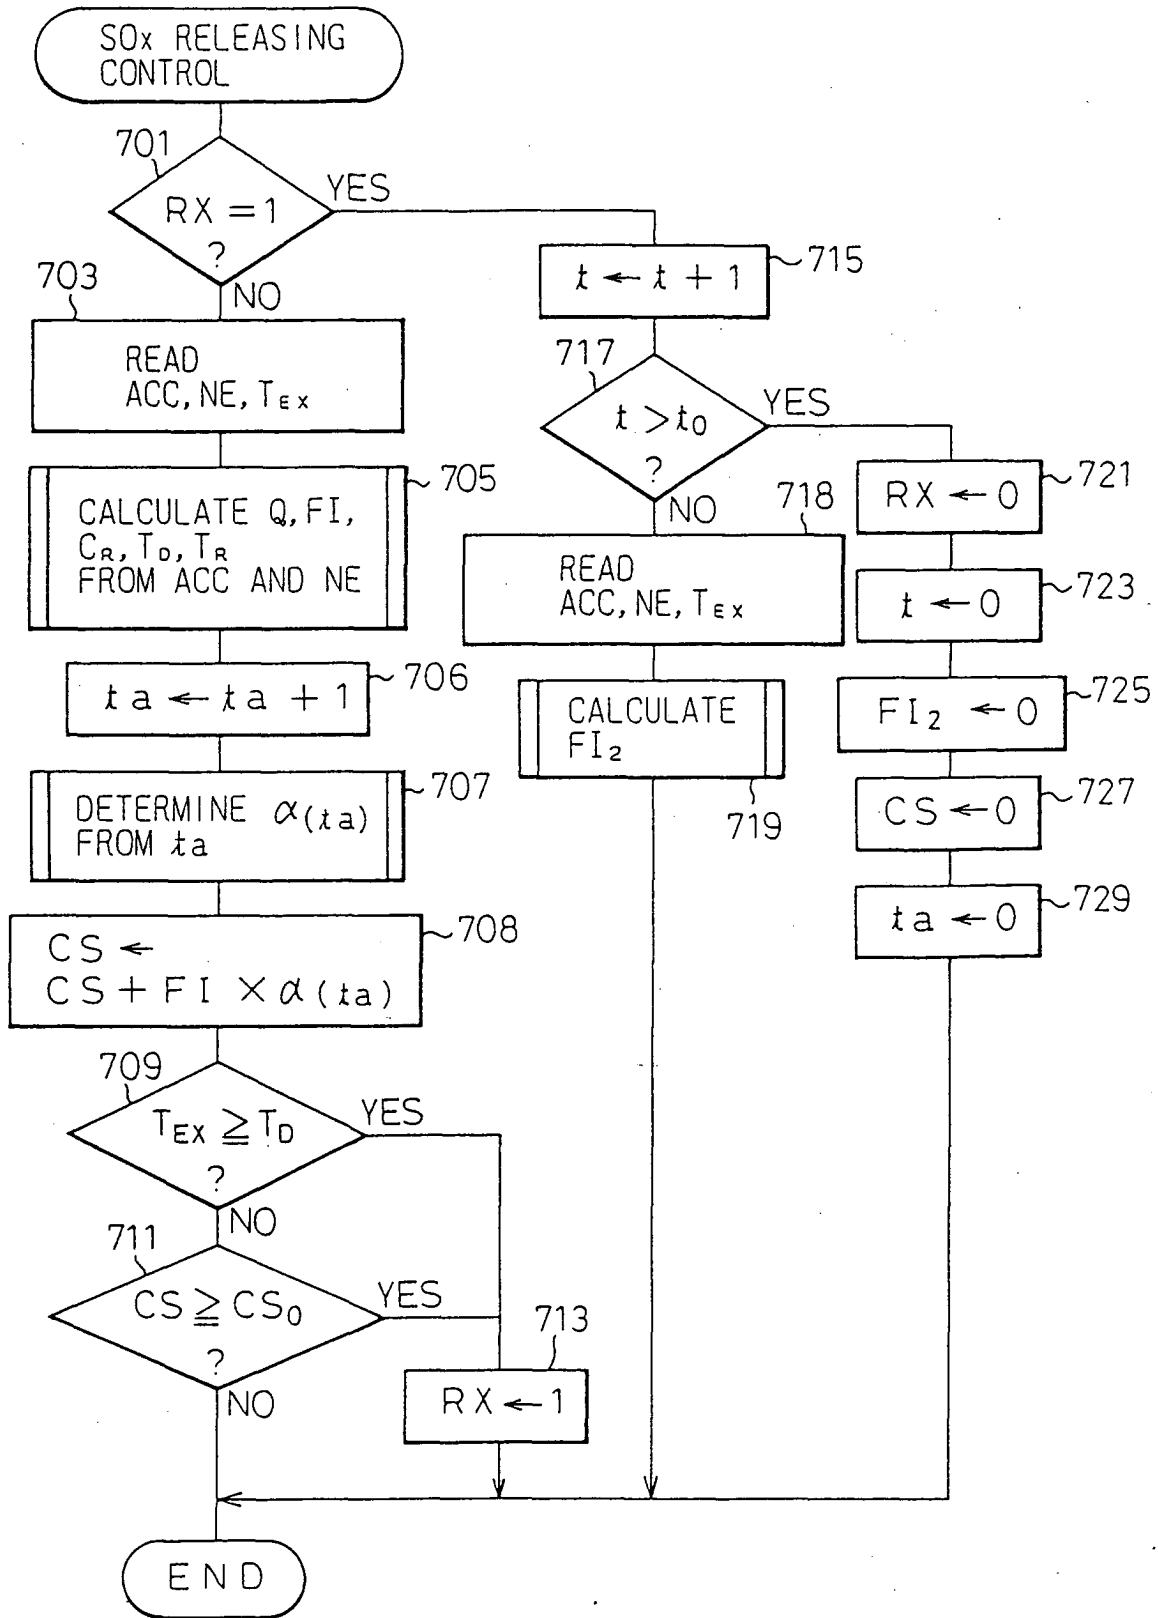 SOx RELEASING
CONTROL
701
RX = 1
?
YES
NO
703
READ
ACC, NE, TEX
705
CALCULATE Q, FI,
CR, TD, TR
FROM ACC AND NE
706
ta ← ta + 1
707
DETERMINE α(ta)
FROM ta
708
CS ←
CS + FI × α(ta)
709
TEX ≧ TD
?
YES
NO
711
CS ≧ CS0
?
YES
NO
713
RX ← 1
715
t ← t + 1
717
t > t0
?
YES
NO
718
READ
ACC, NE, TEX
CALCULATE
FI2
719
721
RX ← 0
723
t ← 0
725
FI2 ← 0
727
CS ← 0
729
ta ← 0
END